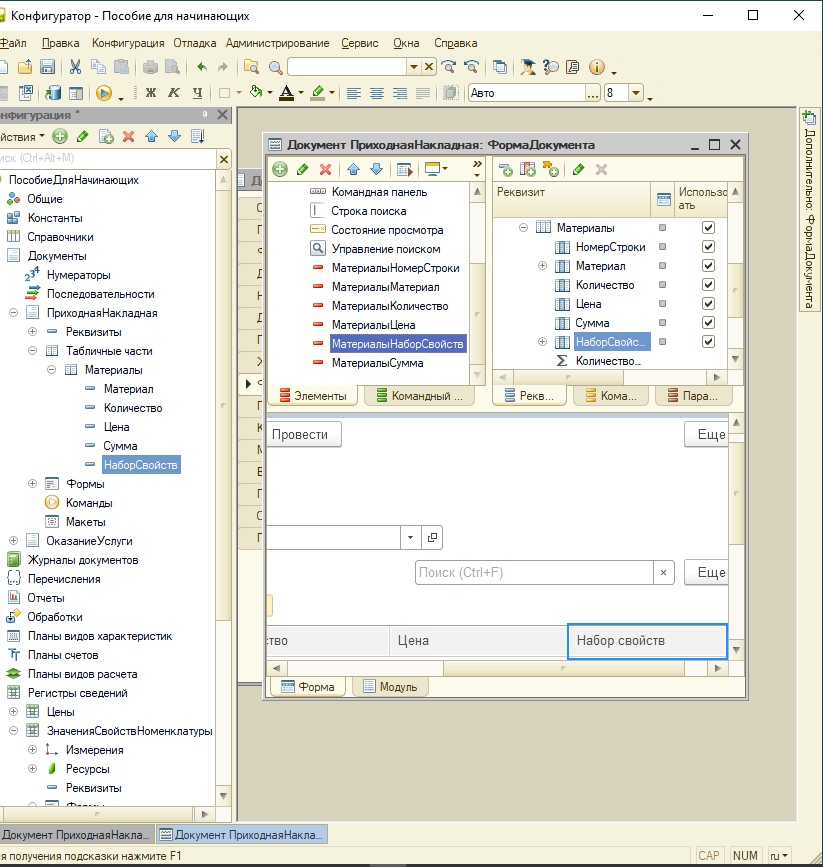 Конфигуратор - Пособие для начинающих
Файл Правка Конфигурация Отладка Администрирование Сервис Окна Справка
Ж К Ч Авто ... 8
нфигурация *
йствия
иск (Ctrl+Alt+M)
ПособиеДляНачинающих
Общие
Константы
Справочники
Документы
Нумераторы
Последовательности
ПриходнаяНакладная
Реквизиты
Табличные части
Материалы
Материал
Количество
Цена
Сумма
НаборСвойств
Формы
Команды
Макеты
ОказаниеУслуги
Журналы документов
Перечисления
Отчеты
Обработки
Планы видов характеристик
Планы счетов
Планы видов расчета
Регистры сведений
Цены
ЗначенияСвойствНоменклатуры
Измерения
Ресурсы
Реквизиты
Формы
Документ ПриходнаяНакладная: ФормаДокумента
Командная панель
Строка поиска
Состояние просмотра
Управление поиском
МатериалыНомерСтроки
МатериалыМатериал
МатериалыКоличество
МатериалыЦена
МатериалыНаборСвойств
МатериалыСумма
Элементы Командный ...
Реквизит Использо
ать
Материалы
НомерСтроки
Материал
Количество
Цена
Сумма
НаборСвойс...
Количество...
Рекв... Кома... Пара...
Провести Еще
Поиск (Ctrl+F) × Еще
тво Цена Набор свойств
Форма Модуль
Дополнительно: ФормаДокумента
Документ ПриходнаяНакла... Документ ПриходнаяНакла...
я получения подсказки нажмите F1 CAP NUM ru